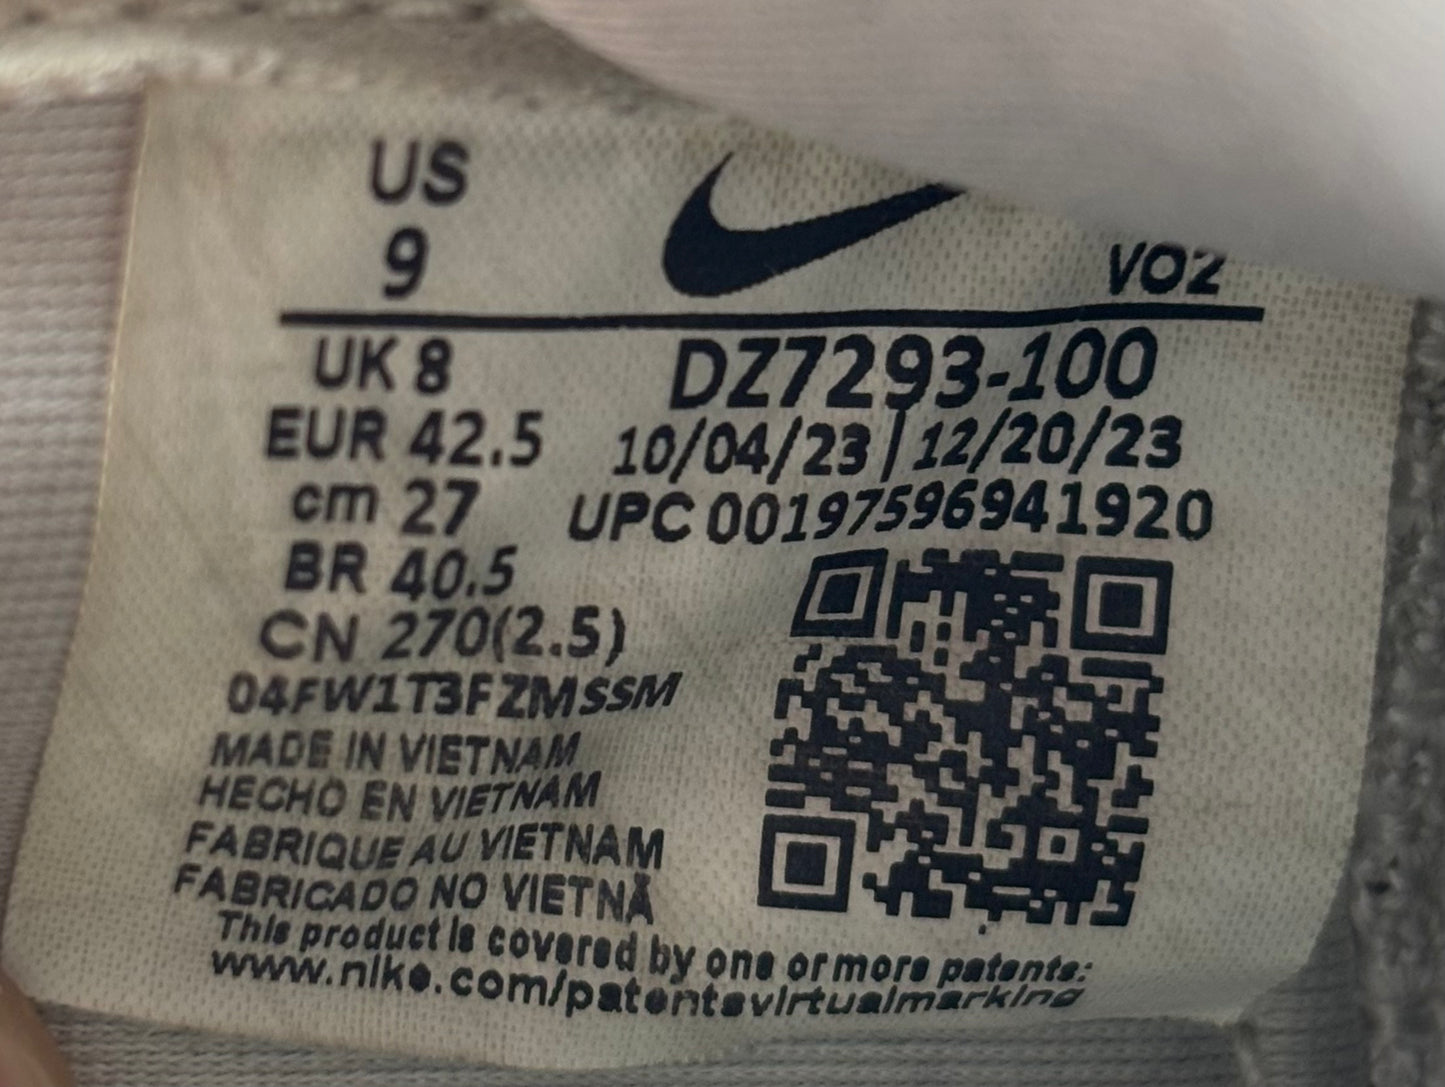 US
9
VO2
UK 8
DZ7293-100
EUR 42.5
10/04/23 | 12/20/23
cm 27
UPC 00197596941920
BR 40.5
CN 270(2.5)
04FW1T3FZMSSM
MADE IN VIETNAM
HECHO EN VIETNAM
FABRIQUE AU VIETNAM
FABRICADO NO VIETNÃ
This product is covered by one or more patents:
www.nike.com/patentsvirtualmarking